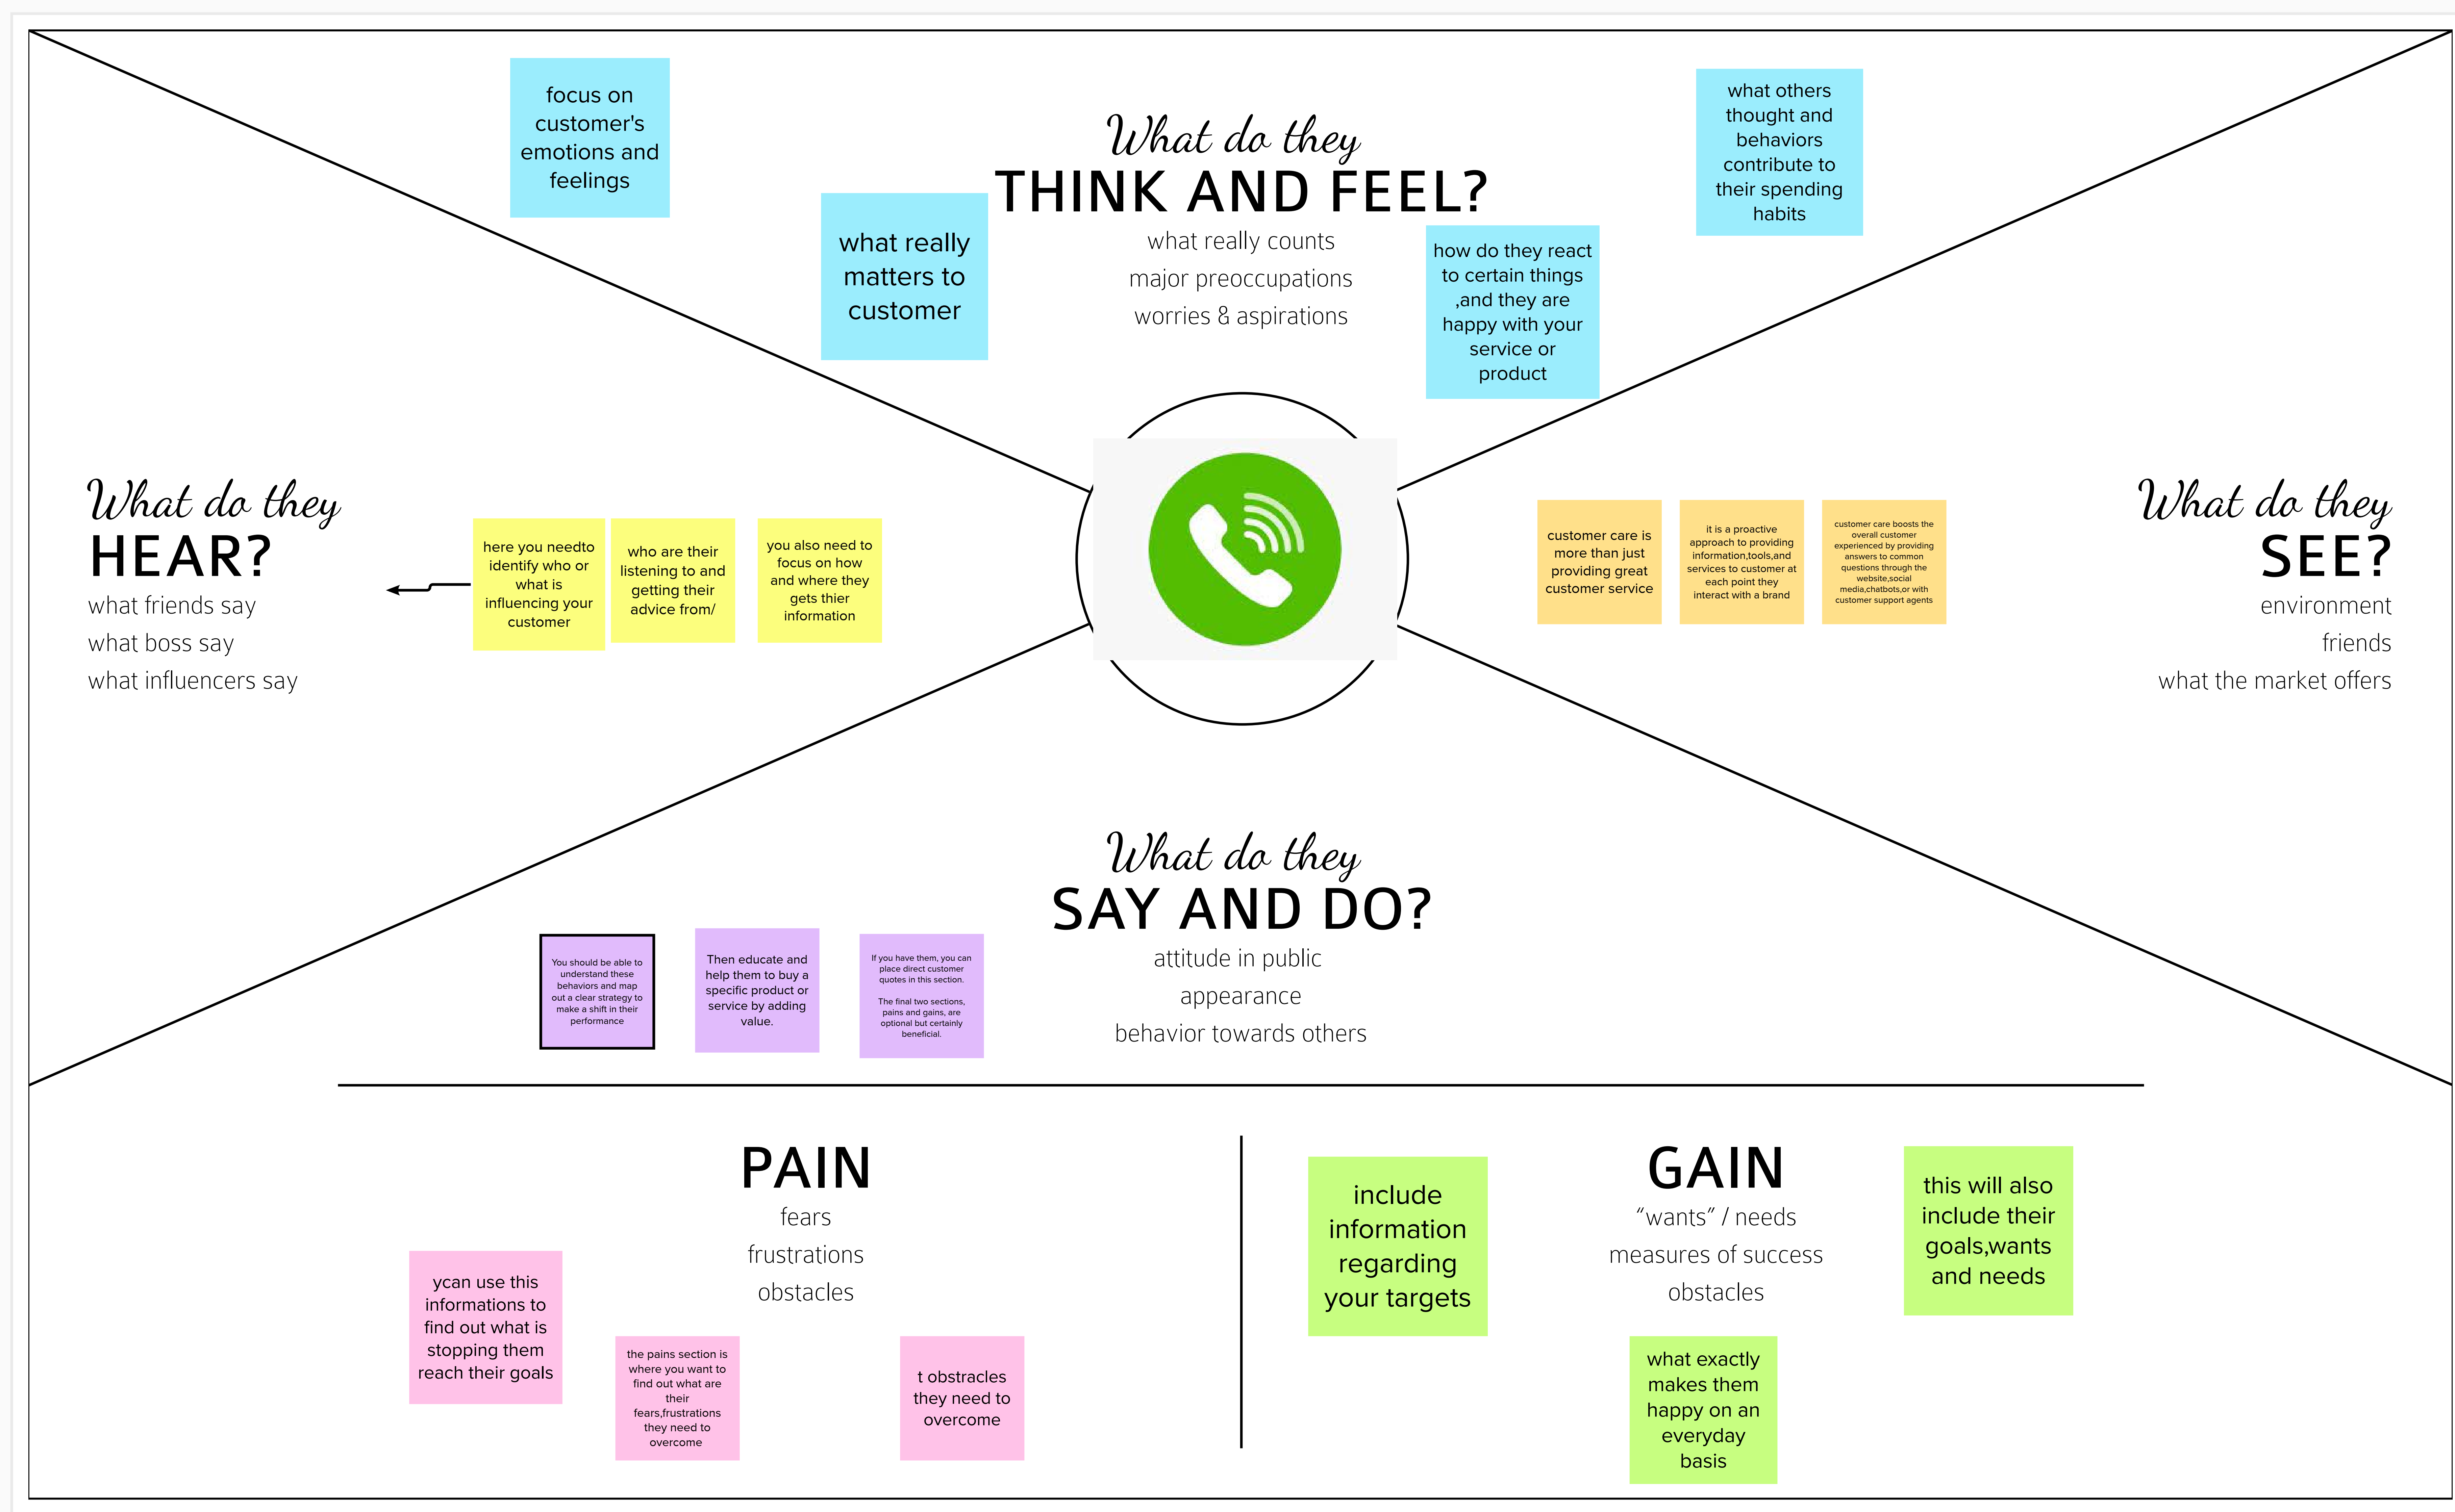 focus on
customer's
emotions and
feelings
what really
matters to
customer
What do they
THINK AND FEEL?
what really counts
major preoccupations
worries & aspirations
how do they react
to certain things
,and they are
happy with your
service or
product
what others
thought and
behaviors
contribute to
their spending
habits
What do they
HEAR?
what friends say
what boss say
what influencers say
here you needto
identify who or
what is
influencing your
customer
who are their
listening to and
getting their
advice from/
you also need to
focus on how
and where they
gets thier
information
customer care is
more than just
providing great
customer service
it is a proactive
approach to providing
information,tools,and
services to customer at
each point they
interact with a brand
customer care boosts the
overall customer
experienced by providing
answers to common
questions through the
website,social
media,chatbots,or with
customer support agents
What do they
SEE?
environment
friends
what the market offers
What do they
SAY AND DO?
attitude in public
appearance
behavior towards others
You should be able to
understand these
behaviors and map
out a clear strategy to
make a shift in their
performance
Then educate and
help them to buy a
specific product or
service by adding
value.
If you have them, you can
place direct customer
quotes in this section.
The final two sections,
pains and gains, are
optional but certainly
beneficial.
PAIN
fears
frustrations
obstacles
ycan use this
informations to
find out what is
stopping them
reach their goals
the pains section is
where you want to
find out what are
their
fears,frustrations
they need to
overcome
t obstracles
they need to
overcome
GAIN
“wants” / needs
measures of success
obstacles
include
information
regarding
your targets
what exactly
makes them
happy on an
everyday
basis
this will also
include their
goals,wants
and needs